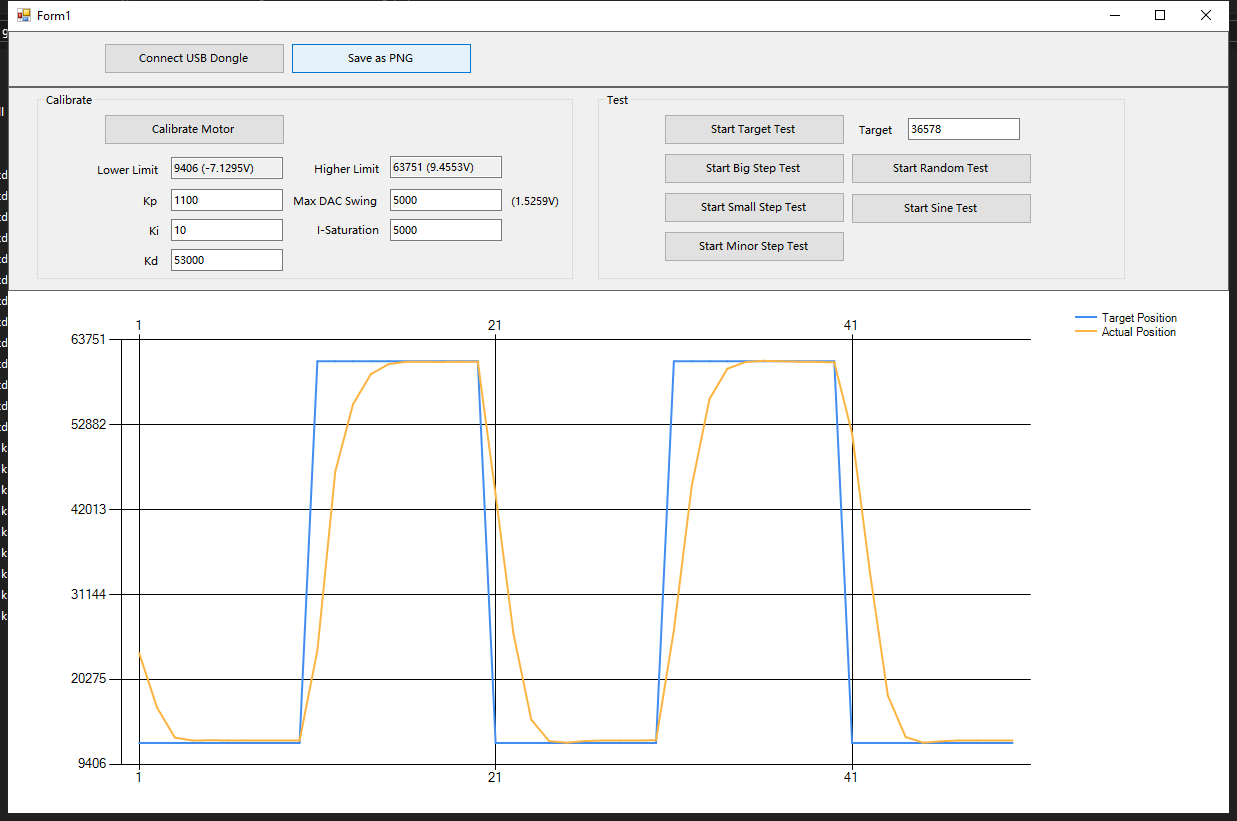 Form1
Connect USB Dongle
Save as PNG
Calibrate
Calibrate Motor
Lower Limit 9406 (-7.1295V) Higher Limit 63751 (9.4553V)
Kp 1100 Max DAC Swing 5000 (1.5259V)
Ki 10 I-Saturation 5000
Kd 53000
Test
Start Target Test Target 36578
Start Big Step Test Start Random Test
Start Small Step Test Start Sine Test
Start Minor Step Test
Target Position
Actual Position
1 21 41
63751
52882
42013
31144
20275
9406
1 21 41